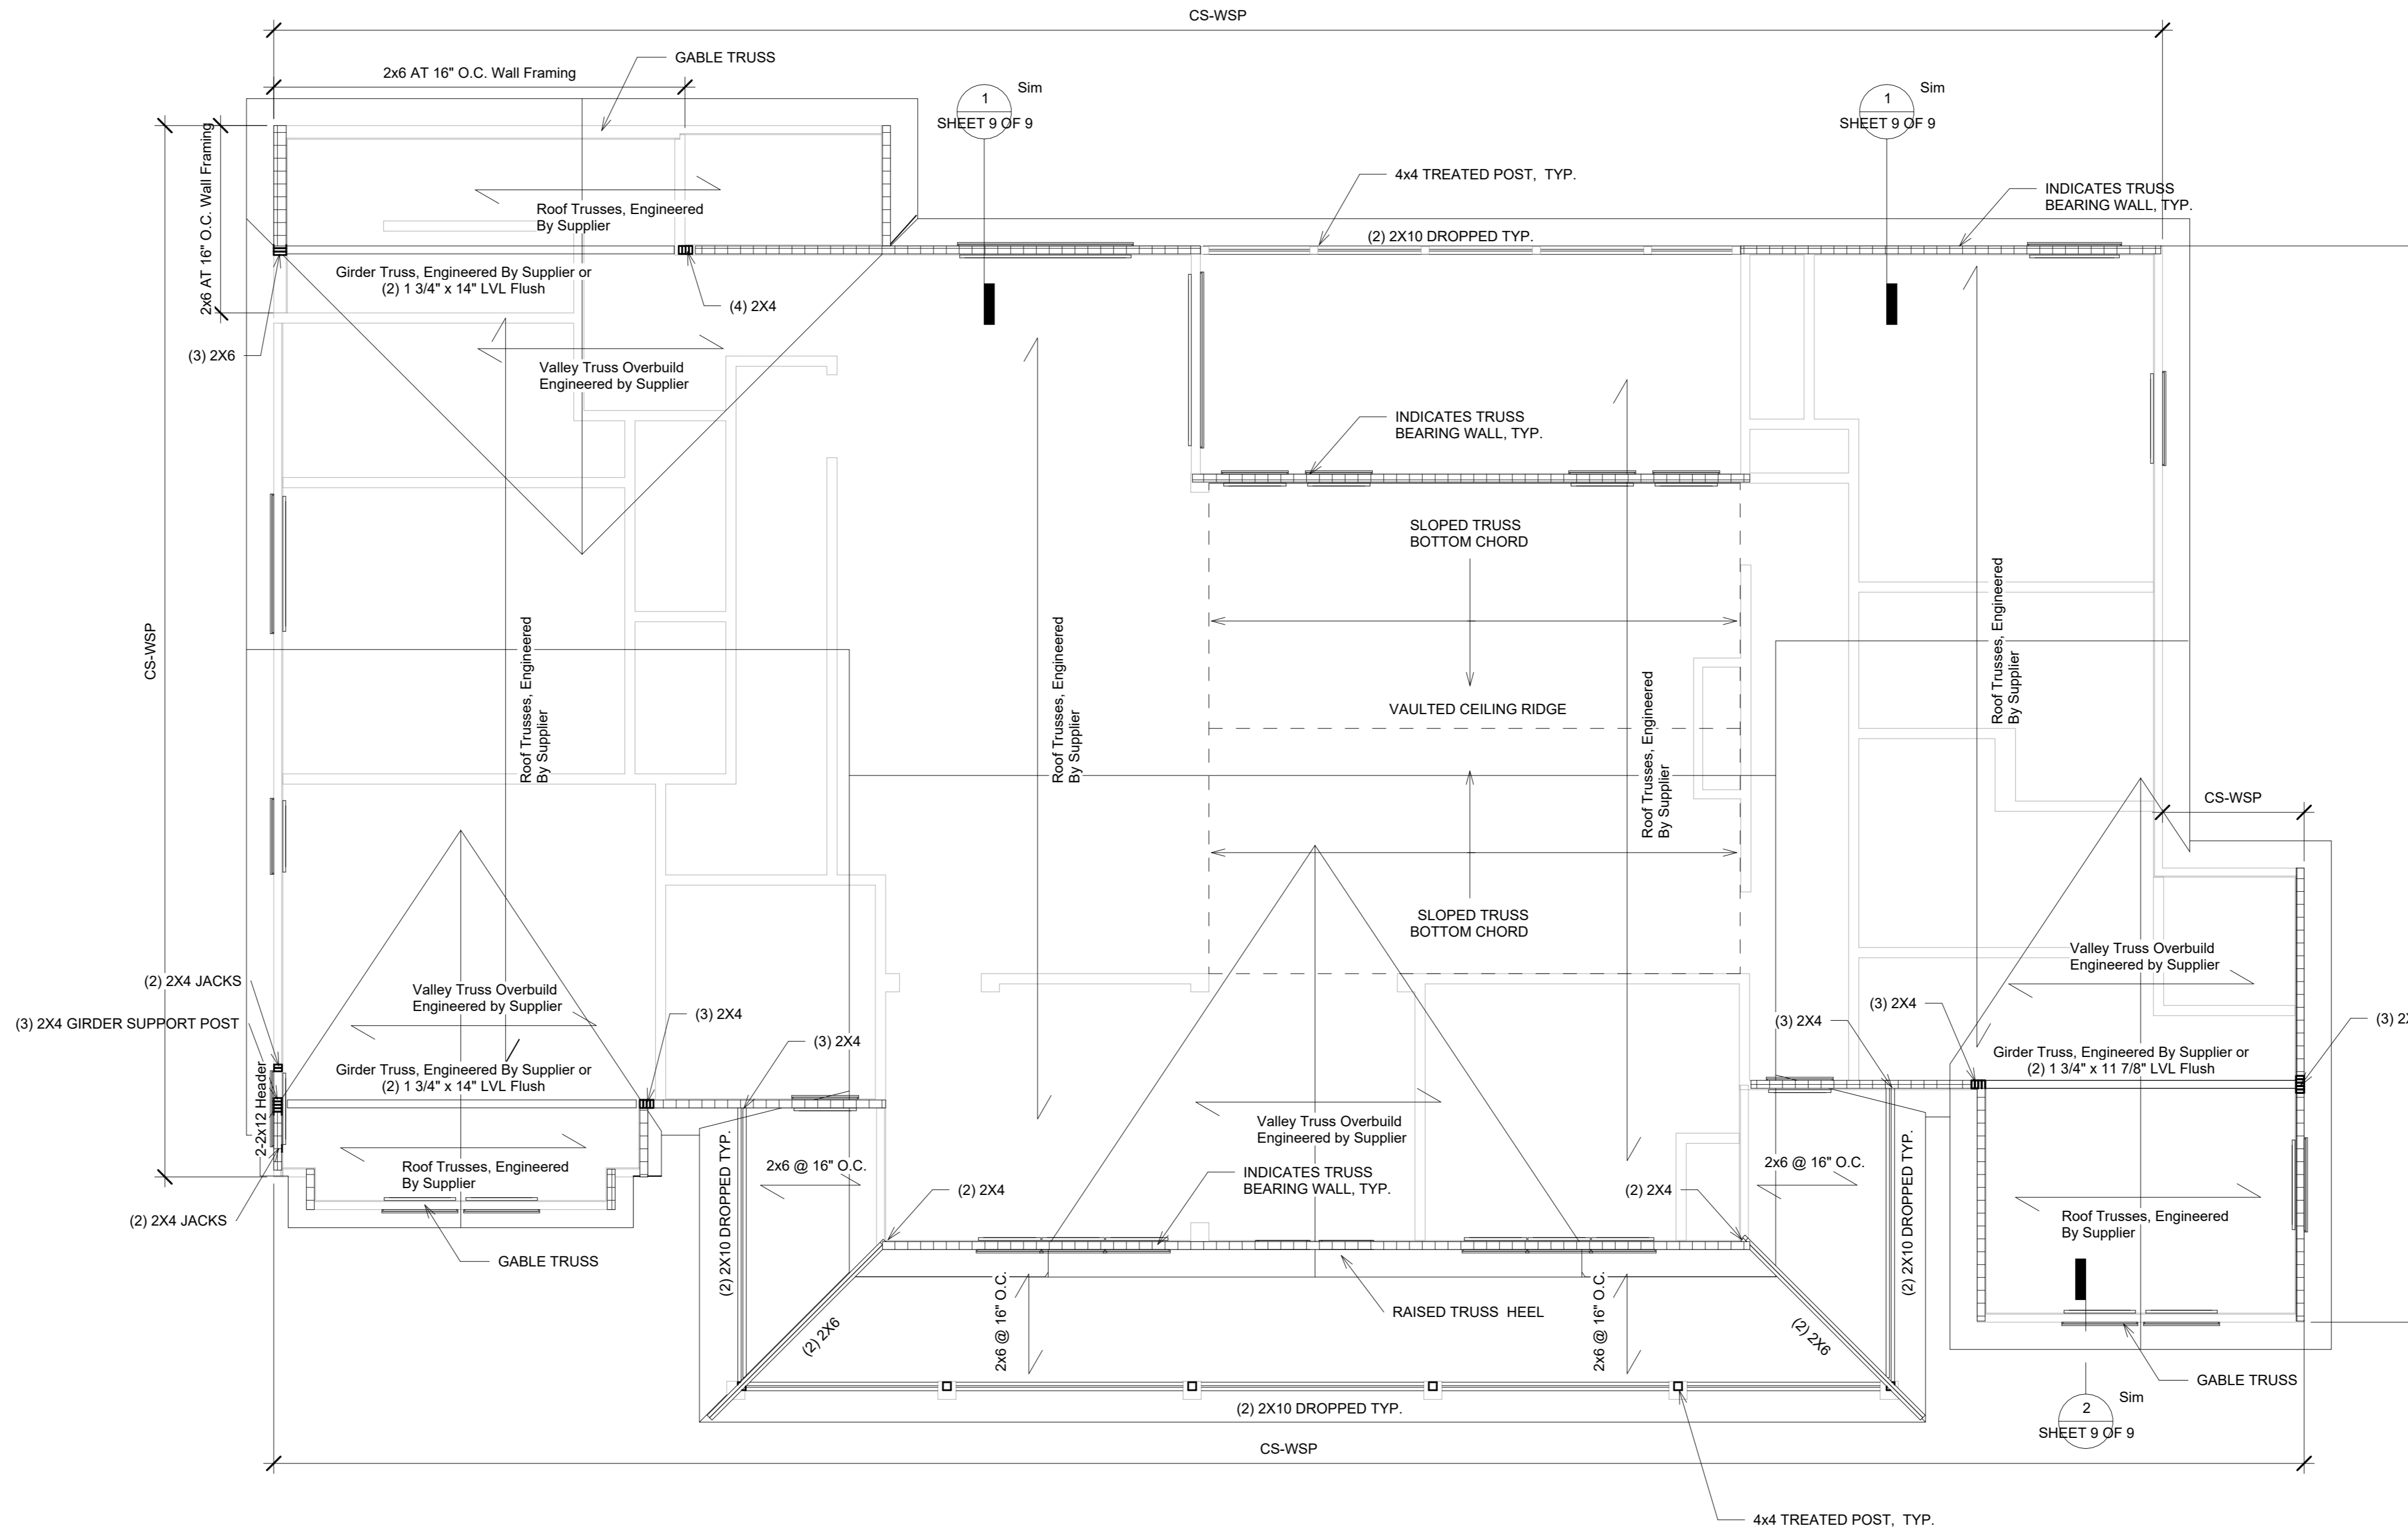 CS-WSP
GABLE TRUSS
2x6 AT 16" O.C. Wall Framing
1
Sim
SHEET 9 OF 9
1
Sim
SHEET 9 OF 9
2x6 AT 16" O.C. Wall Framing
4x4 TREATED POST, TYP.
INDICATES TRUSS
BEARING WALL, TYP.
Roof Trusses, Engineered
By Supplier
(2) 2X10 DROPPED TYP.
Girder Truss, Engineered By Supplier or
(2) 1 3/4" x 14" LVL Flush
(4) 2X4
(3) 2X6
Valley Truss Overbuild
Engineered by Supplier
INDICATES TRUSS
BEARING WALL, TYP.
SLOPED TRUSS
BOTTOM CHORD
CS-WSP
Roof Trusses, Engineered
By Supplier
Roof Trusses, Engineered
By Supplier
Roof Trusses, Engineered
By Supplier
Roof Trusses, Engineered
By Supplier
VAULTED CEILING RIDGE
CS-WSP
SLOPED TRUSS
BOTTOM CHORD
Valley Truss Overbuild
Engineered by Supplier
(2) 2X4 JACKS
Valley Truss Overbuild
Engineered by Supplier
(3) 2X4 GIRDER SUPPORT POST
(3) 2X4
(3) 2X4
(3) 2X4
(3) 2X4
Girder Truss, Engineered By Supplier or
(2) 1 3/4" x 14" LVL Flush
Girder Truss, Engineered By Supplier or
(2) 1 3/4" x 11 7/8" LVL Flush
2-2x12 Header
Valley Truss Overbuild
Engineered by Supplier
(2) 2X10 DROPPED TYP.
2x6 @ 16" O.C.
2x6 @ 16" O.C.
(2) 2X10 DROPPED TYP.
Roof Trusses, Engineered
By Supplier
INDICATES TRUSS
BEARING WALL, TYP.
(2) 2X4
(2) 2X4
(2) 2X4 JACKS
Roof Trusses, Engineered
By Supplier
GABLE TRUSS
2x6 @ 16" O.C.
RAISED TRUSS HEEL
2x6 @ 16" O.C.
(2) 2X6
(2) 2X6
GABLE TRUSS
(2) 2X10 DROPPED TYP.
2
Sim
SHEET 9 OF 9
CS-WSP
4x4 TREATED POST, TYP.